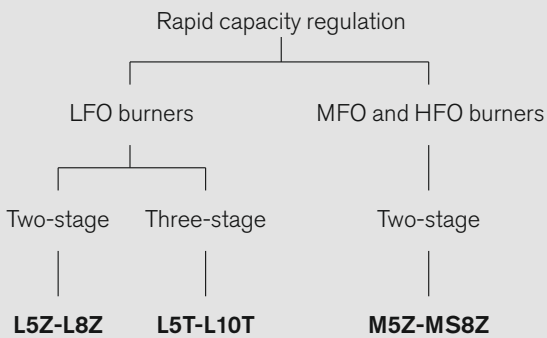 Rapid capacity regulation
LFO burners
MFO and HFO burners
Two-stage
Three-stage
Two-stage
L5Z-L8Z
L5T-L10T
M5Z-MS8Z